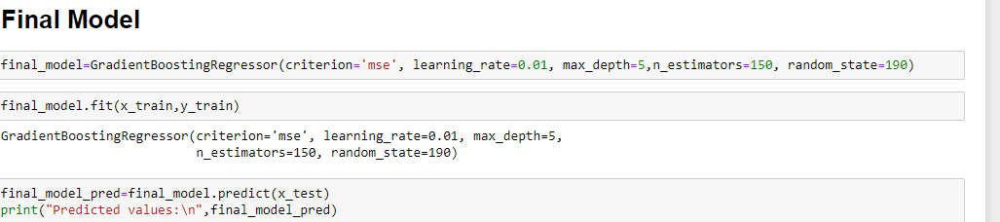 Final Model
final_model=GradientBoostingRegressor(criterion='mse', learning_rate=0.01, max_depth=5,n_estimators=150, random_state=190)
final_model.fit(x_train,y_train)
GradientBoostingRegressor(criterion='mse', learning_rate=0.01, max_depth=5,
                          n_estimators=150, random_state=190)
final_model_pred=final_model.predict(x_test)
print("Predicted values:\n",final_model_pred)